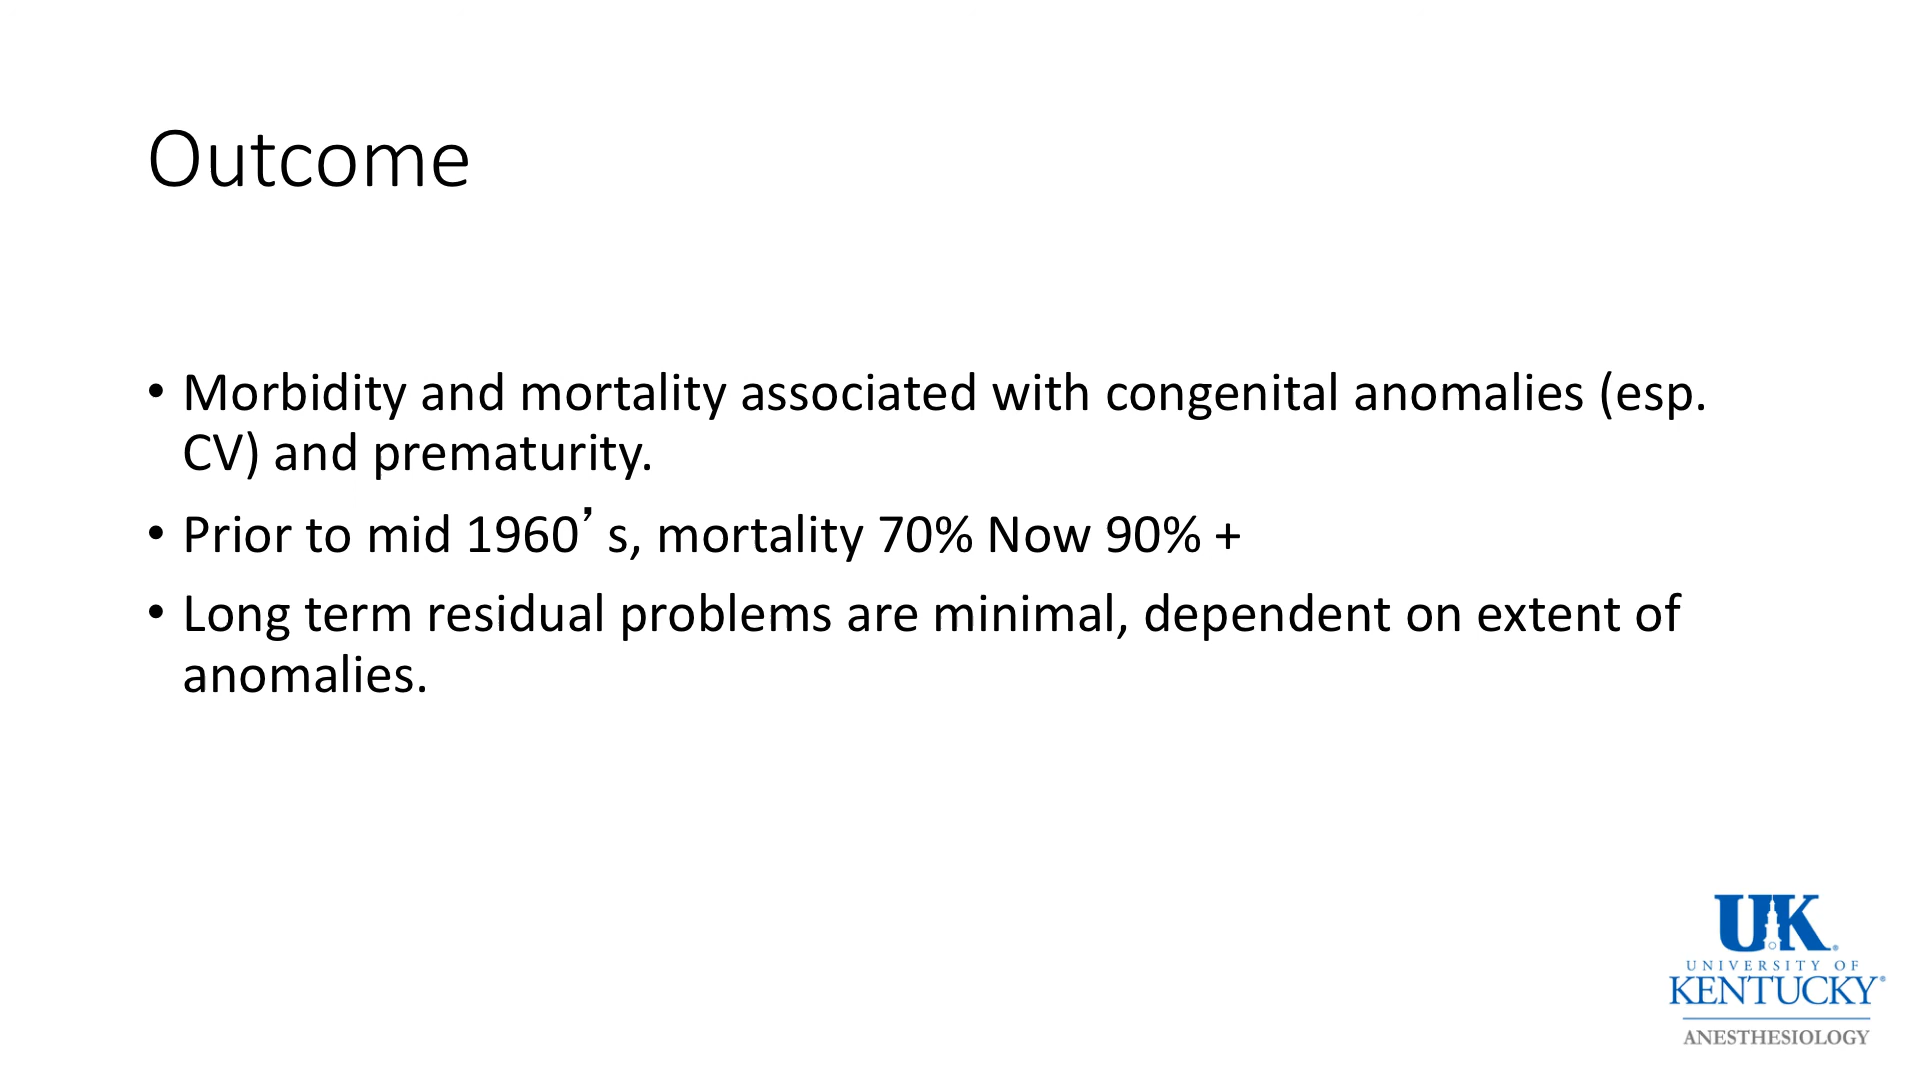 Outcome
• Morbidity and mortality associated with congenital anomalies (esp.
CV) and prematurity.
• Prior to mid 1960’s, mortality 70% Now 90% +
• Long term residual problems are minimal, dependent on extent of
anomalies.
UK
UNIVERSITY OF
KENTUCKY®
ANESTHESIOLOGY